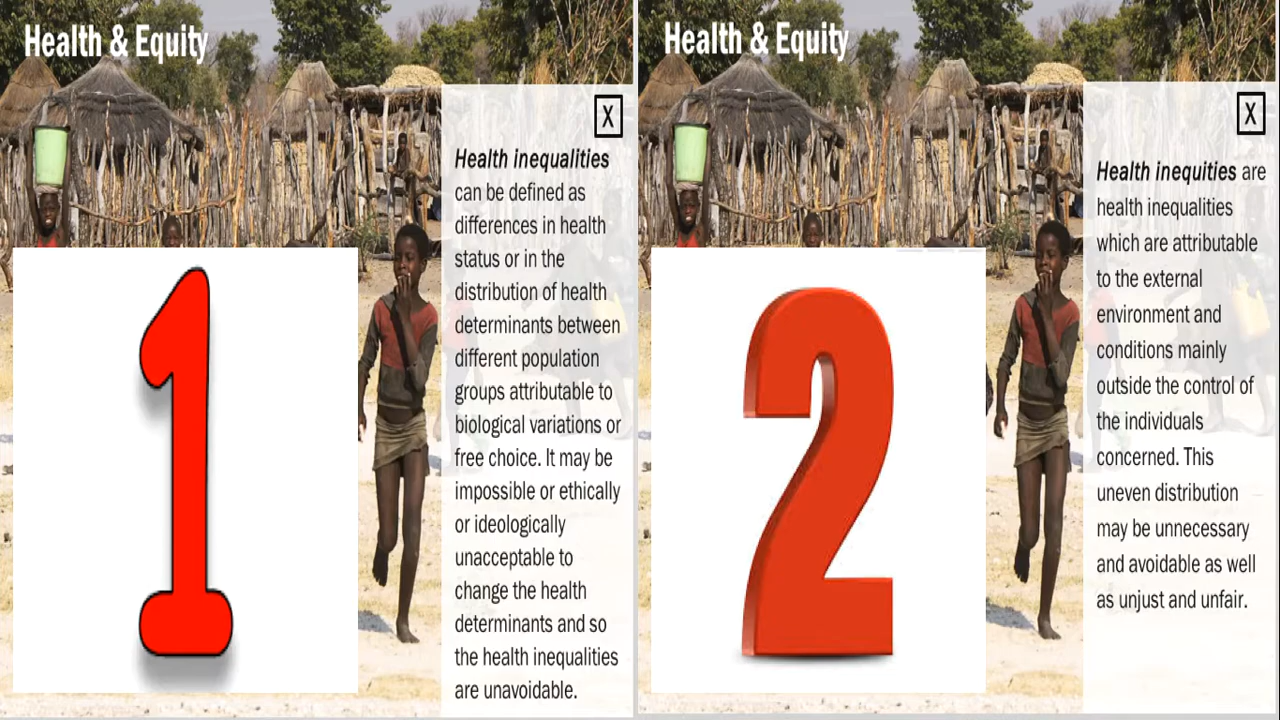 Health & Equity
X
Health inequalities
can be defined as
differences in health
status or in the
distribution of health
determinants between
different population
groups attributable to
biological variations or
free choice. It may be
impossible or ethically
or ideologically
unacceptable to
change the health
determinants and so
the health inequalities
are unavoidable.
1
Health & Equity
X
Health inequities are
health inequalities
which are attributable
to the external
environment and
conditions mainly
outside the control of
the individuals
concerned. This
uneven distribution
may be unnecessary
and avoidable as well
as unjust and unfair.
2